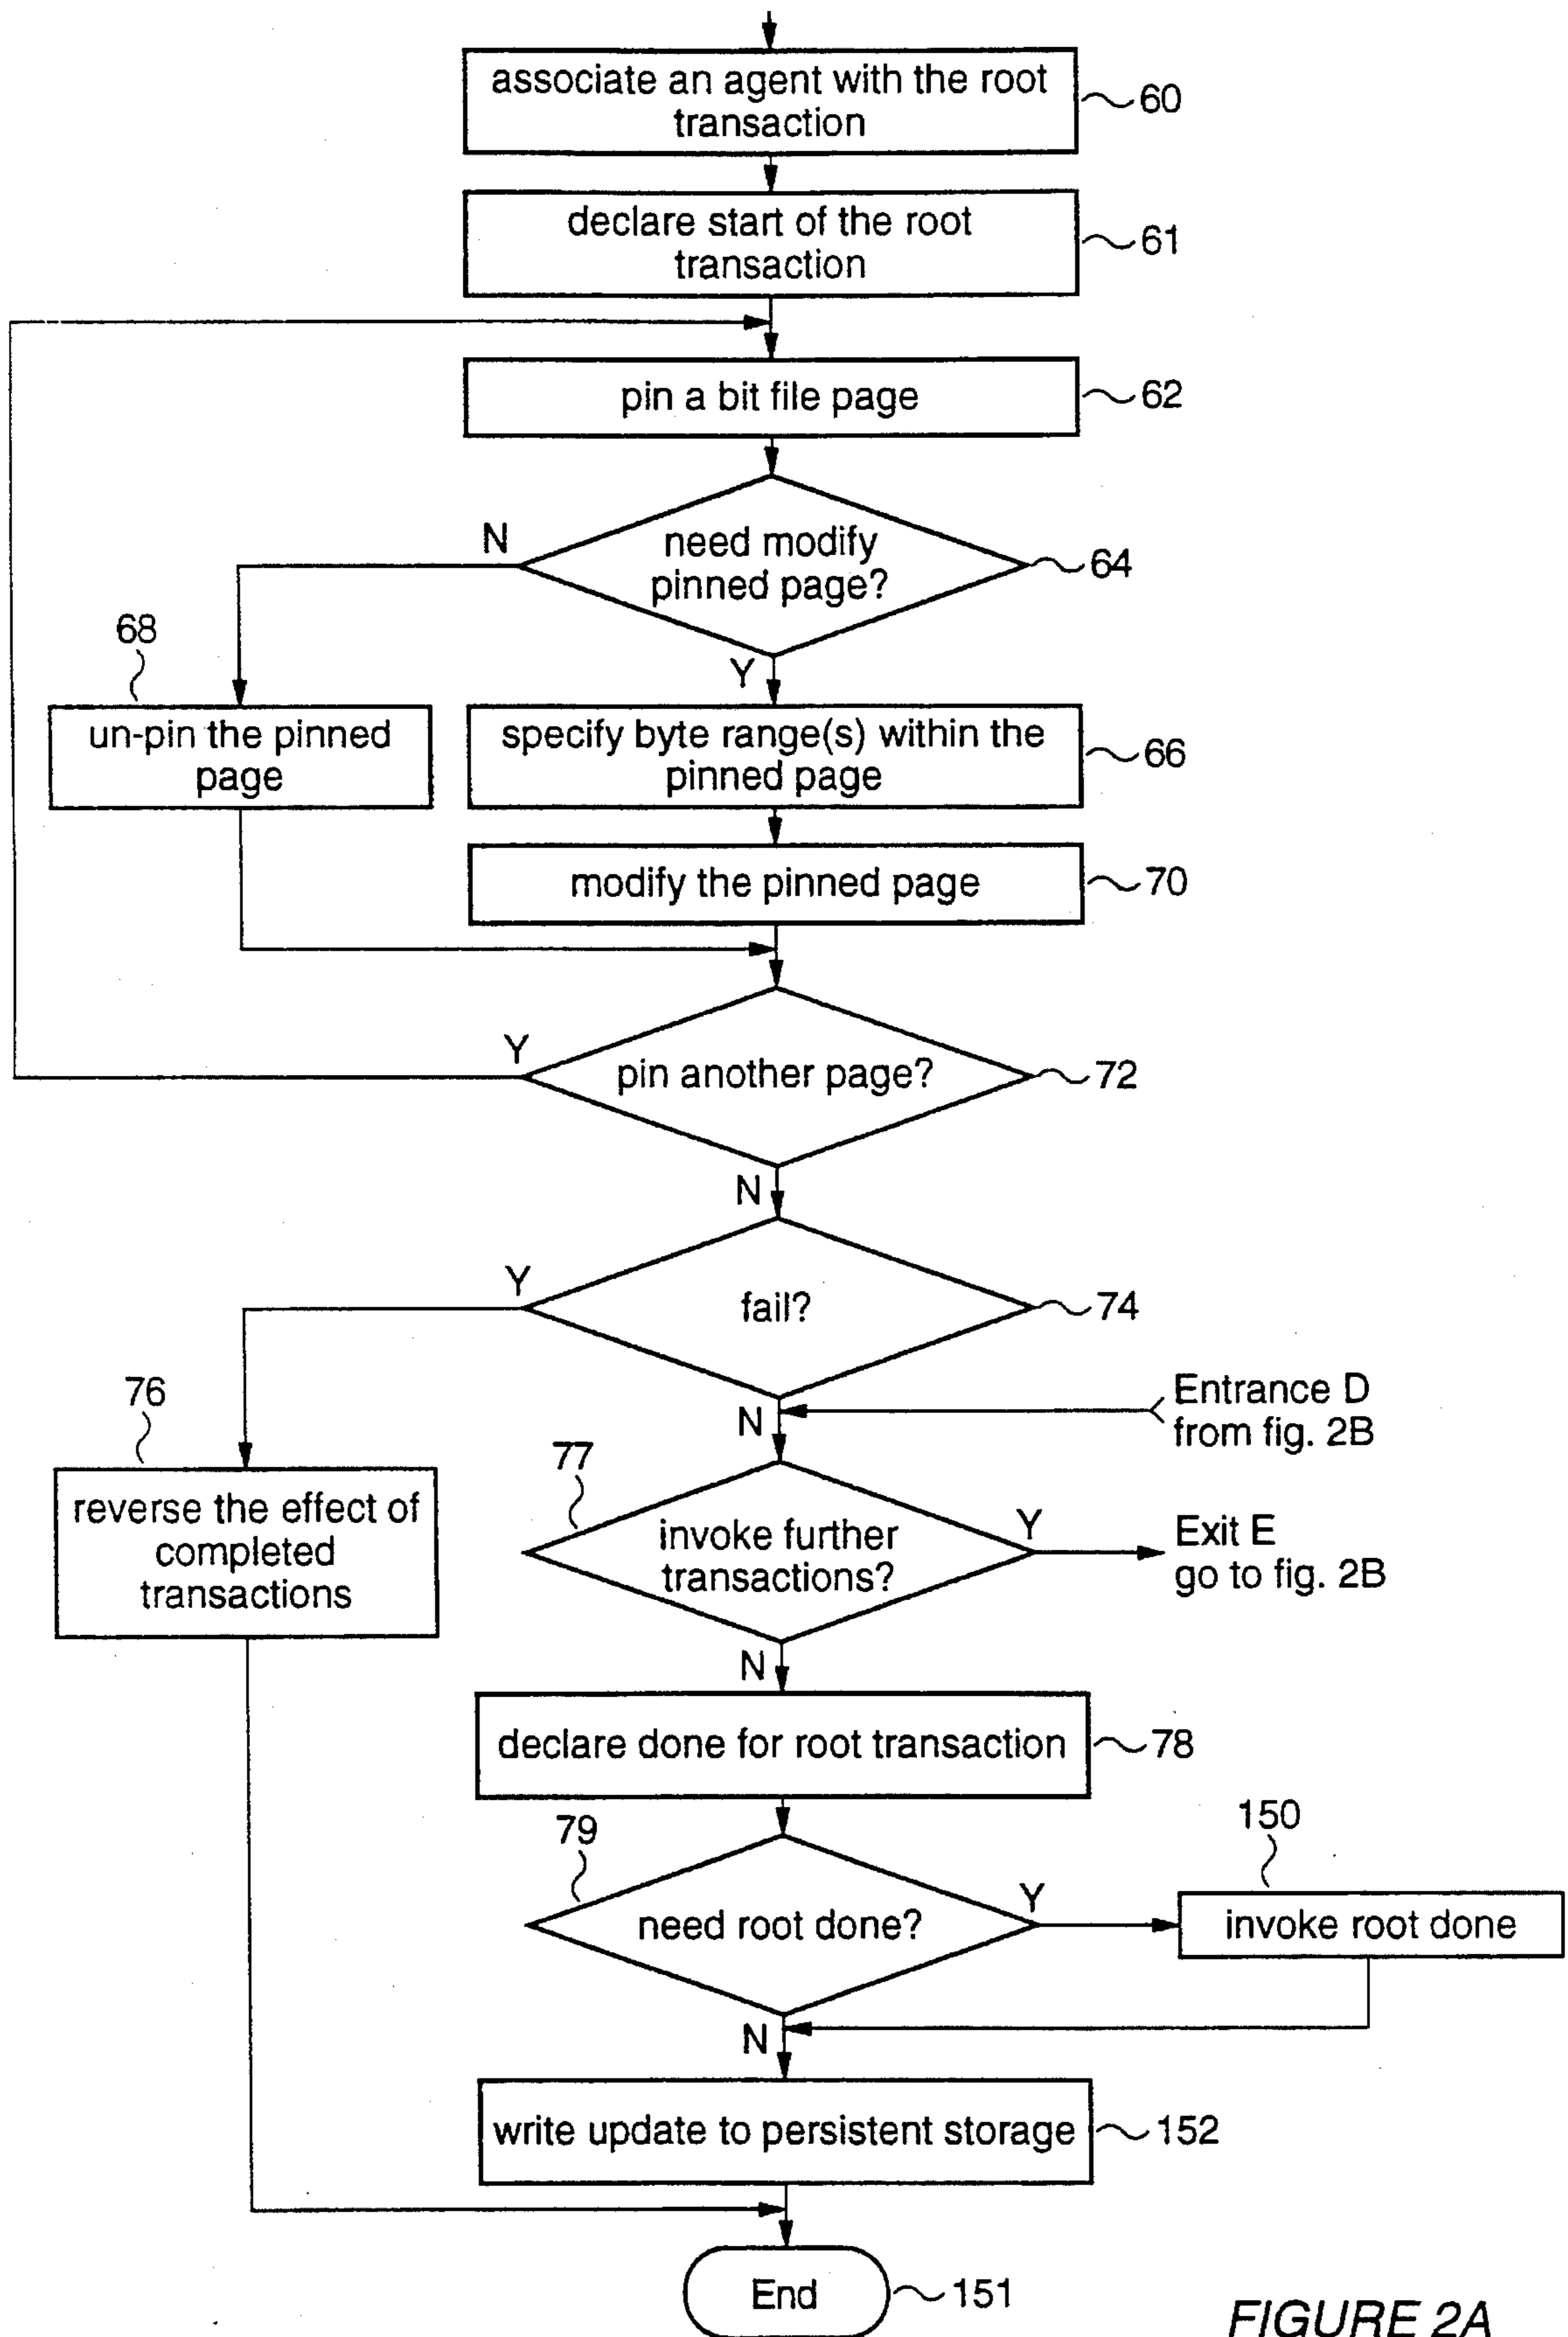 associate an agent with the root
transaction
60
declare start of the root
transaction
61
pin a bit file page
62
N
need modify
pinned page?
64
68
Y
un-pin the pinned
page
specify byte range(s) within the
pinned page
66
modify the pinned page
70
Y
pin another page?
72
N
Y
fail?
74
76
N
Entrance D
from fig. 2B
77
reverse the effect of
completed
transactions
invoke further
transactions?
Y
Exit E
go to fig. 2B
N
declare done for root transaction
78
79
150
need root done?
Y
invoke root done
N
write update to persistent storage
152
End
151
FIGURE 2A